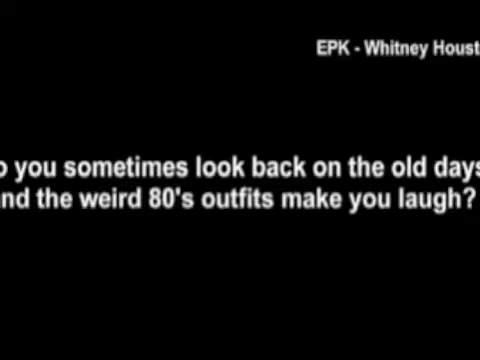 EPK - Whitney Houst
o you sometimes look back on the old days
nd the weird 80's outfits make you laugh?